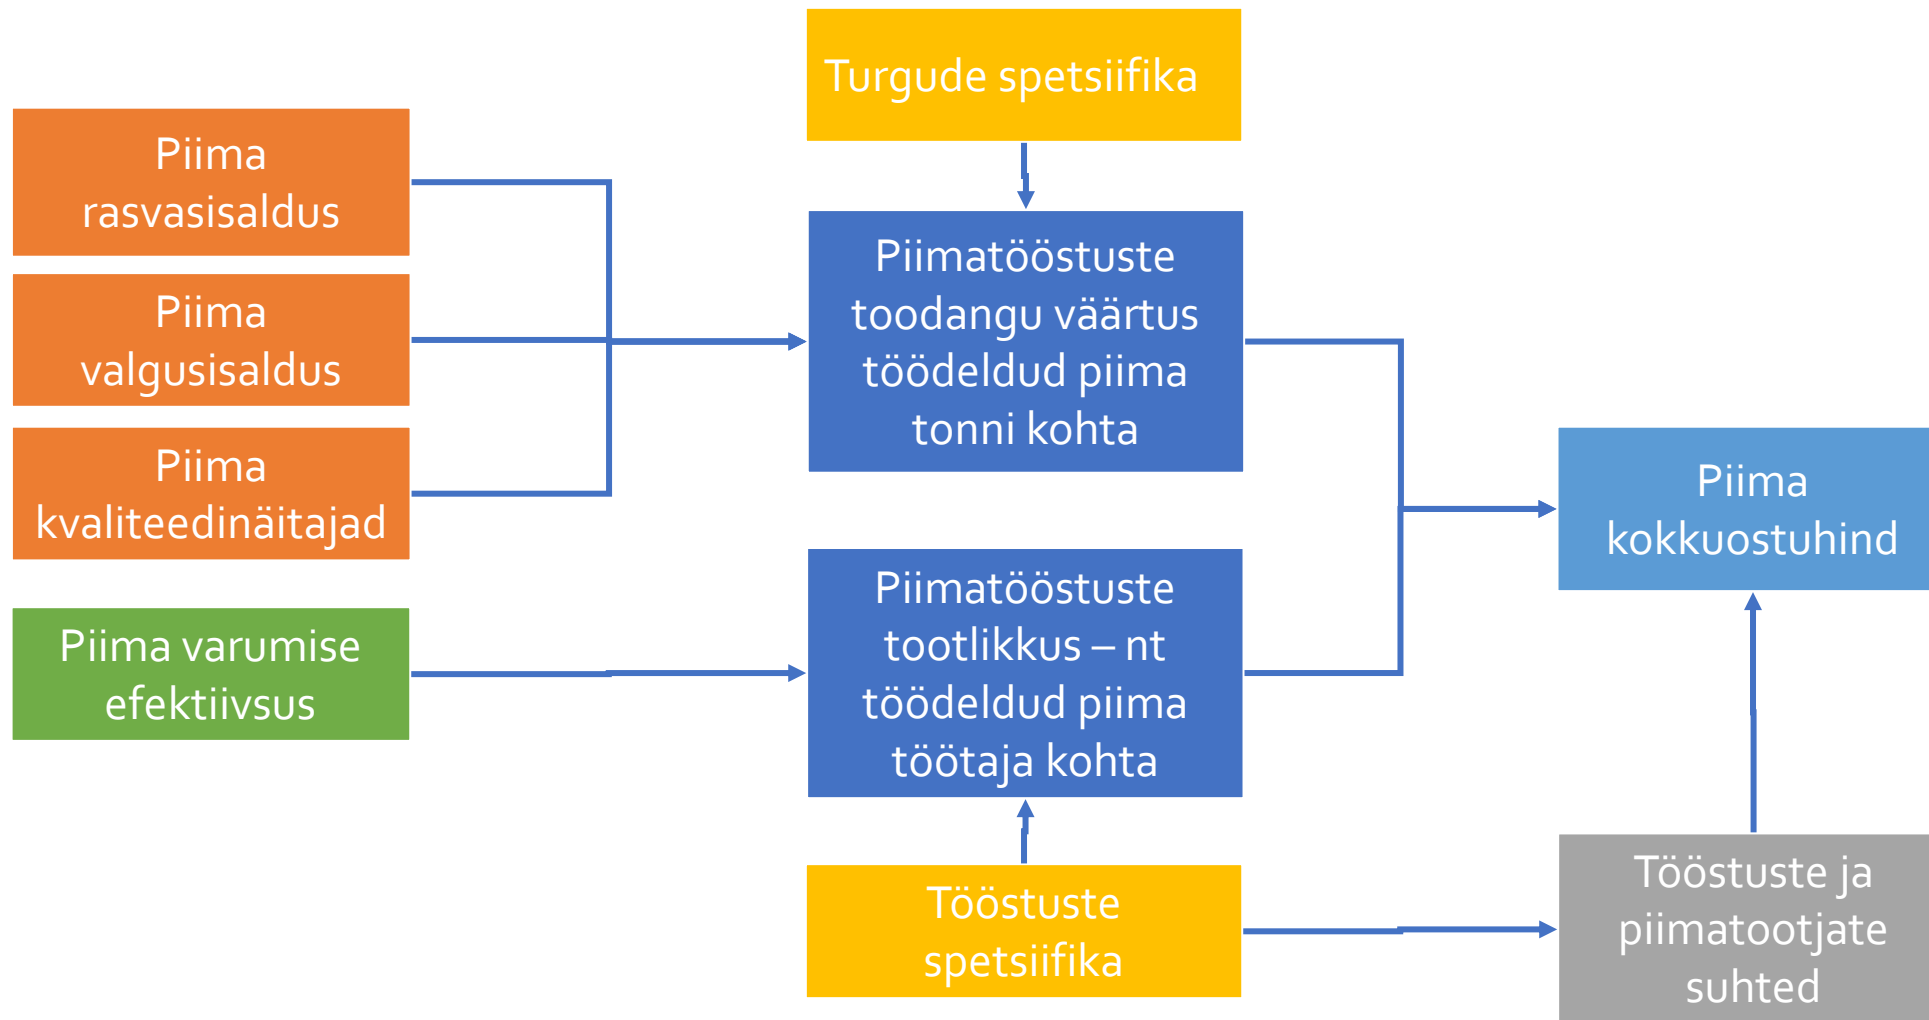 Turgude spetsiifika
Piima
rasvasisaldus
Piima
valgusisaldus
Piima
kvaliteedinäitajad
Piima varumise
efektiivsus
Piimatööstuste
toodangu väärtus
töödeldud piima
tonni kohta
Piimatööstuste
tootlikkus – nt
töödeldud piima
töötaja kohta
Tööstuste
spetsiifika
Piima
kokkuostuhind
Tööstuste ja
piimatootjate
suhted